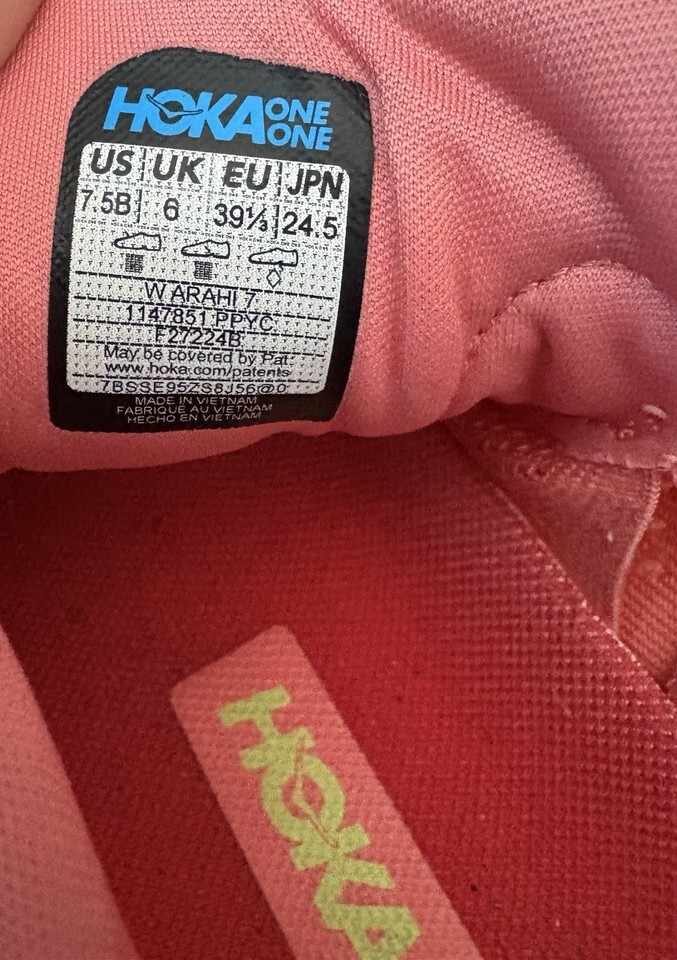 HOKA ONE ONE
US UK EU JPN
7.5B 6 39⅓ 24.5
W ARAHI 7
1147851 PPYC
F27224B
May be covered by Pat.
www.hoka.com/patents
7BSSE95ZS8J56@0
MADE IN VIETNAM
FABRIQUE AU VIETNAM
HECHO EN VIETNAM
HOKA